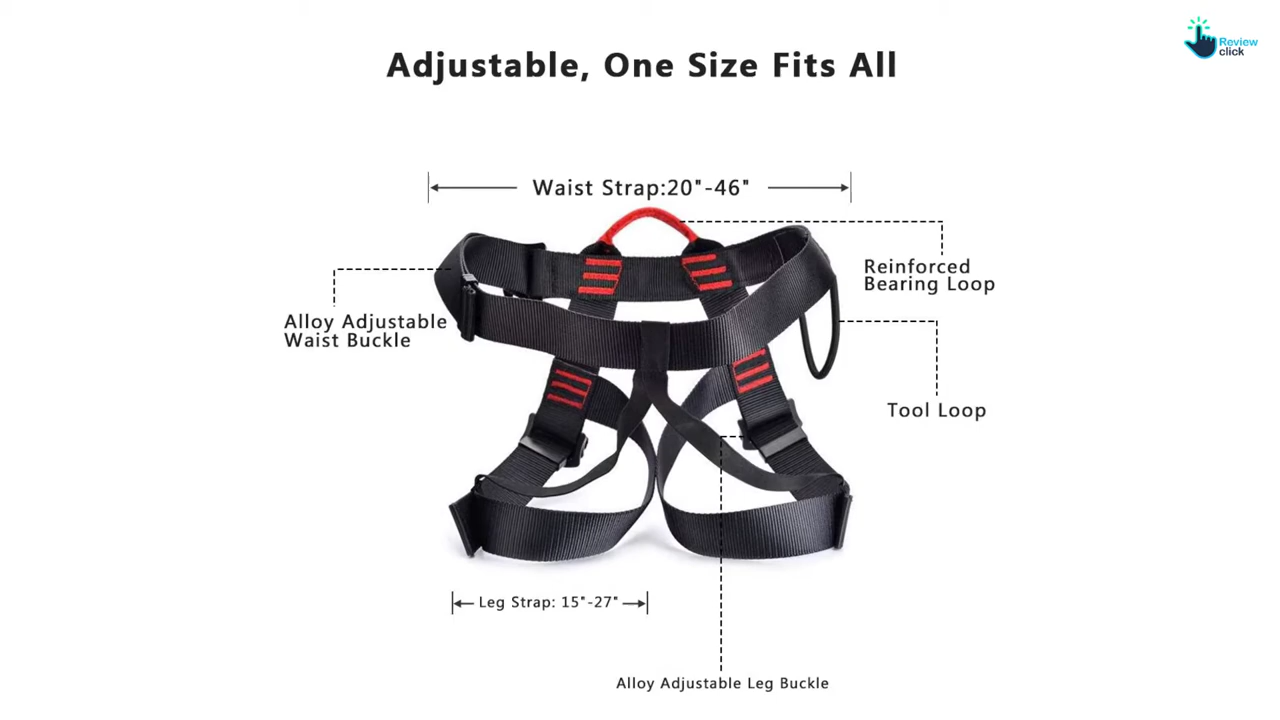 Review
click
Adjustable, One Size Fits All
Waist Strap:20"-46"
Reinforced
Bearing Loop
Alloy Adjustable
Waist Buckle
Tool Loop
Leg Strap: 15"-27"
Alloy Adjustable Leg Buckle